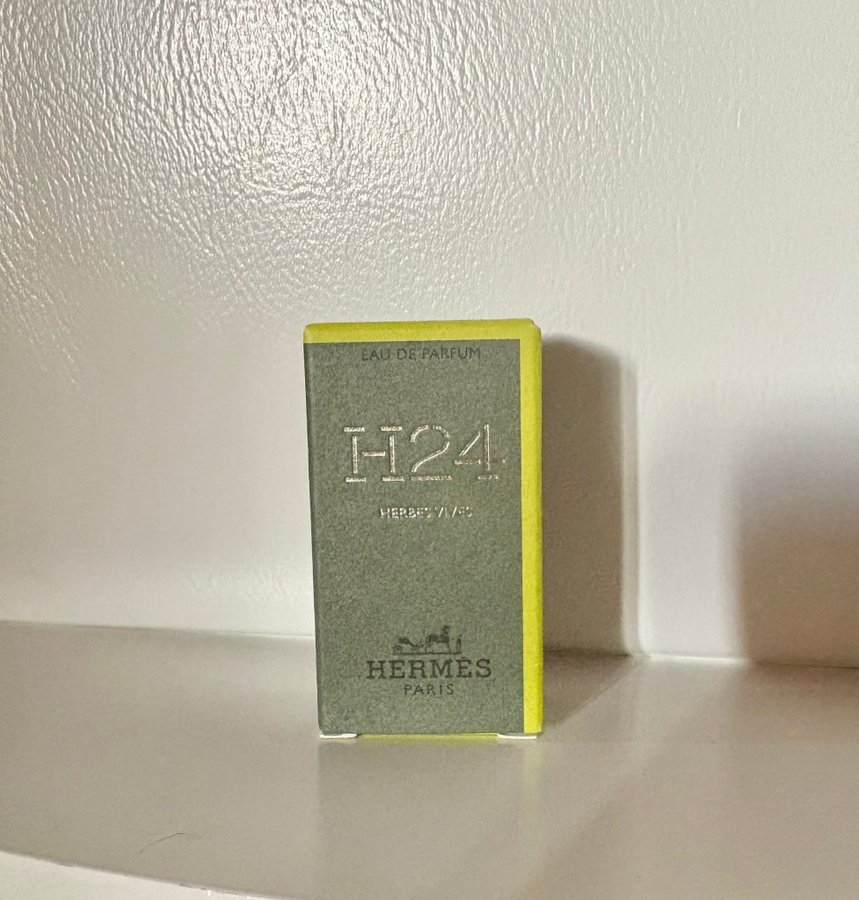 EAU DE PARFUM
H24
HERBES VIVES
HERMÈS
PARIS